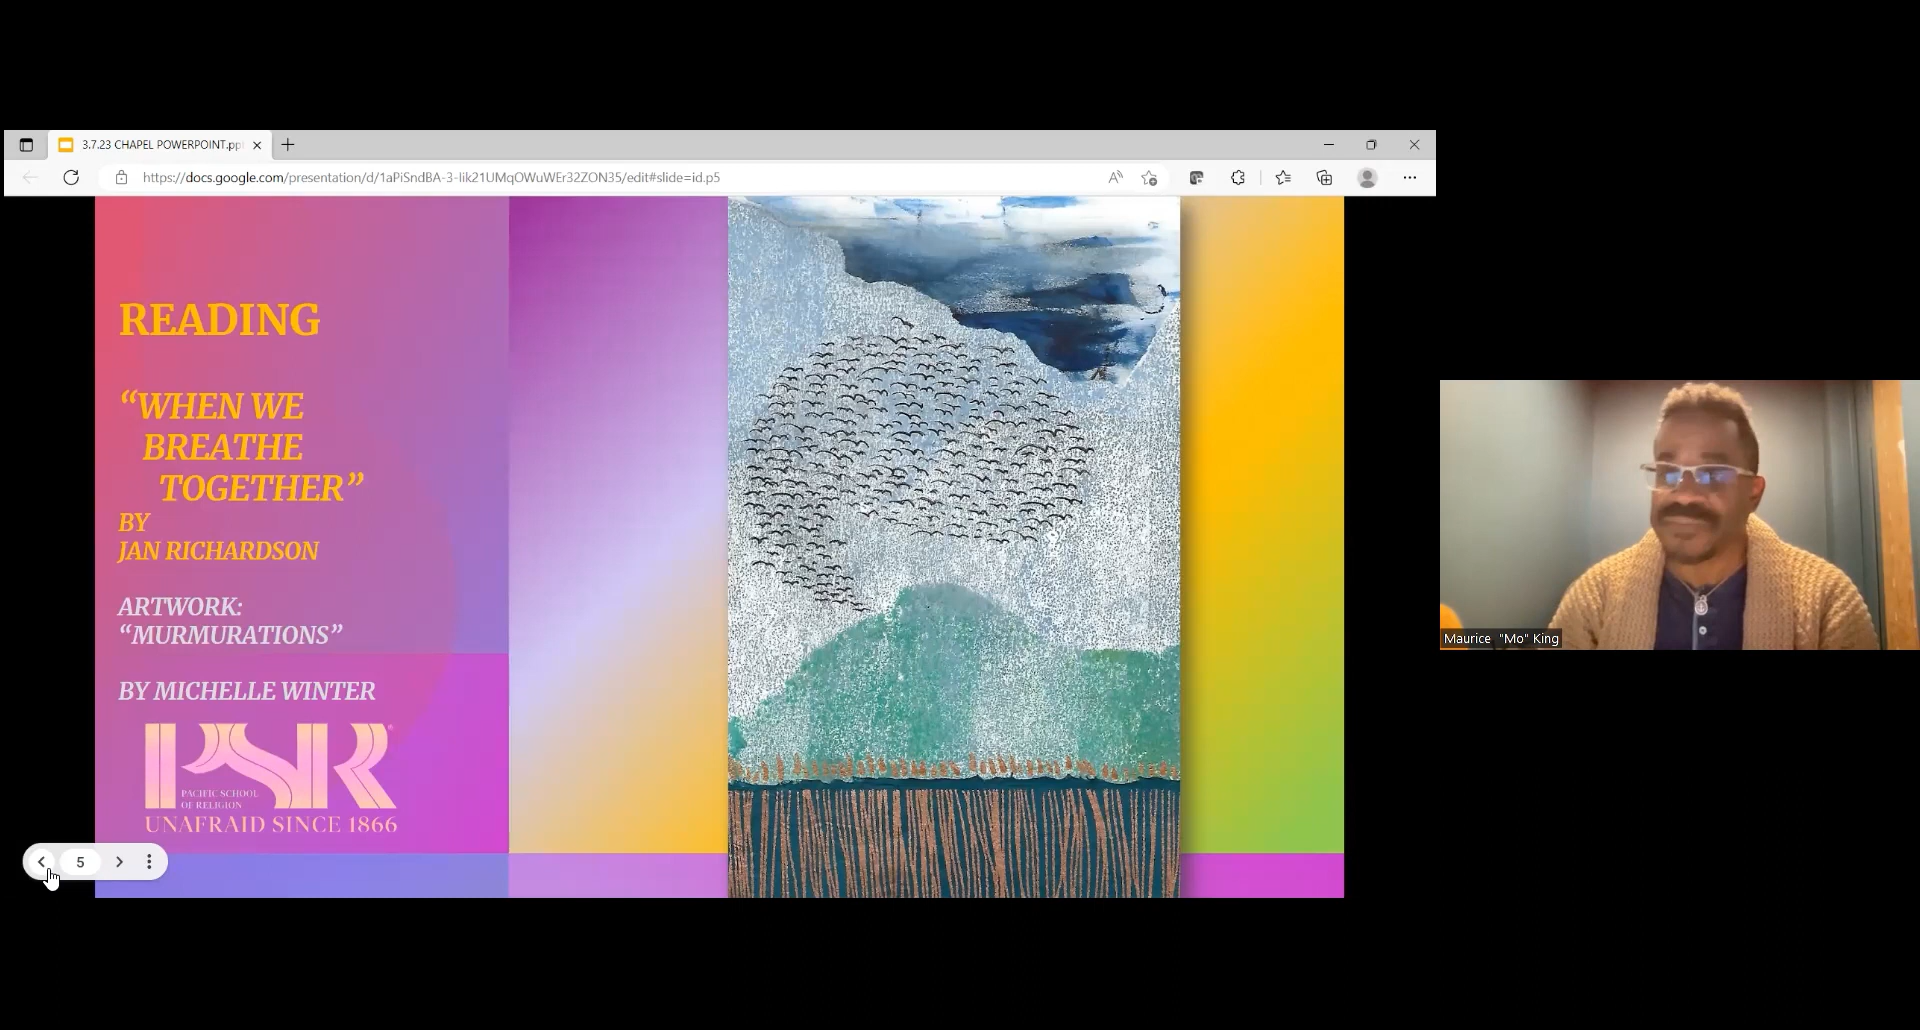 3.7.23 CHAPEL POWERPOINT.pp
https://docs.google.com/presentation/d/1aPiSndBA-3-Iik21UMqOWuWEr32ZON35/edit#slide=id.p5
READING
“WHEN WE
BREATHE
TOGETHER”
BY
JAN RICHARDSON
ARTWORK:
“MURMURATIONS”
BY MICHELLE WINTER
PSR®
PACIFIC SCHOOL
OF RELIGION
UNAFRAID SINCE 1866
5
Maurice "Mo" King